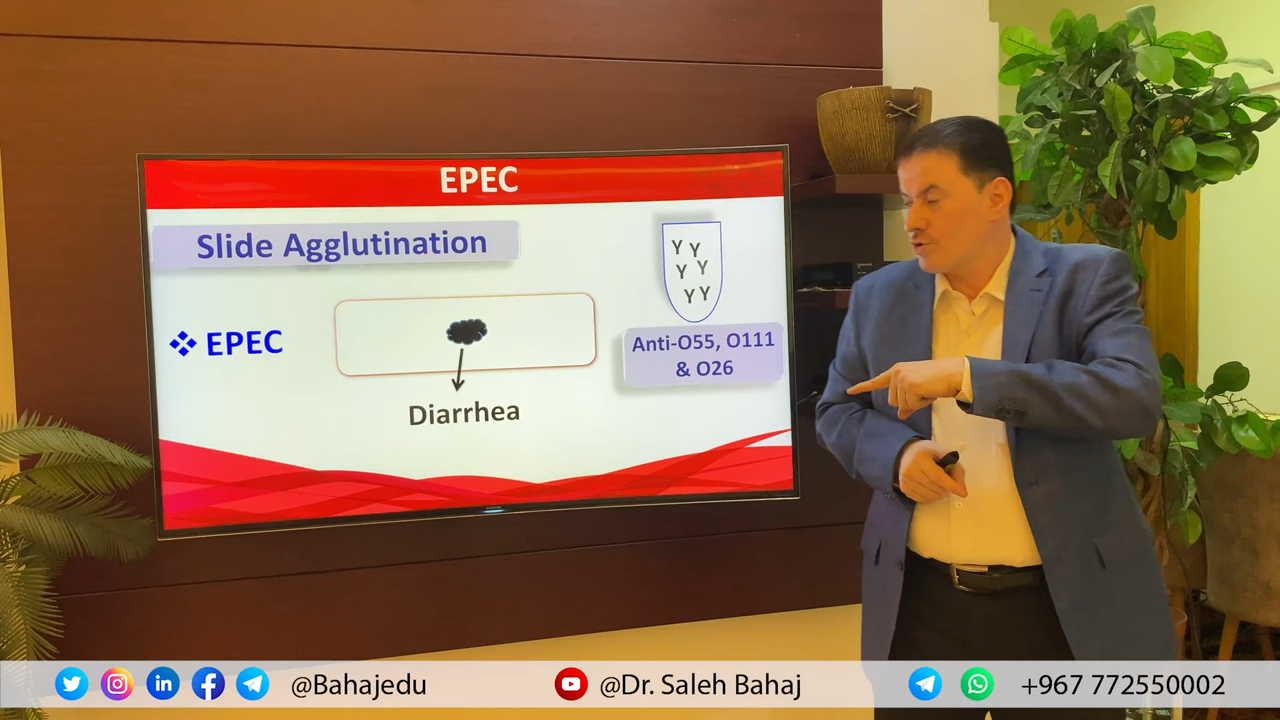 EPEC
Slide Agglutination
Y Y
Y Y
Y Y
EPEC
Anti-O55, O111
& O26
Diarrhea
@Bahajedu
@Dr. Saleh Bahaj
+967 772550002